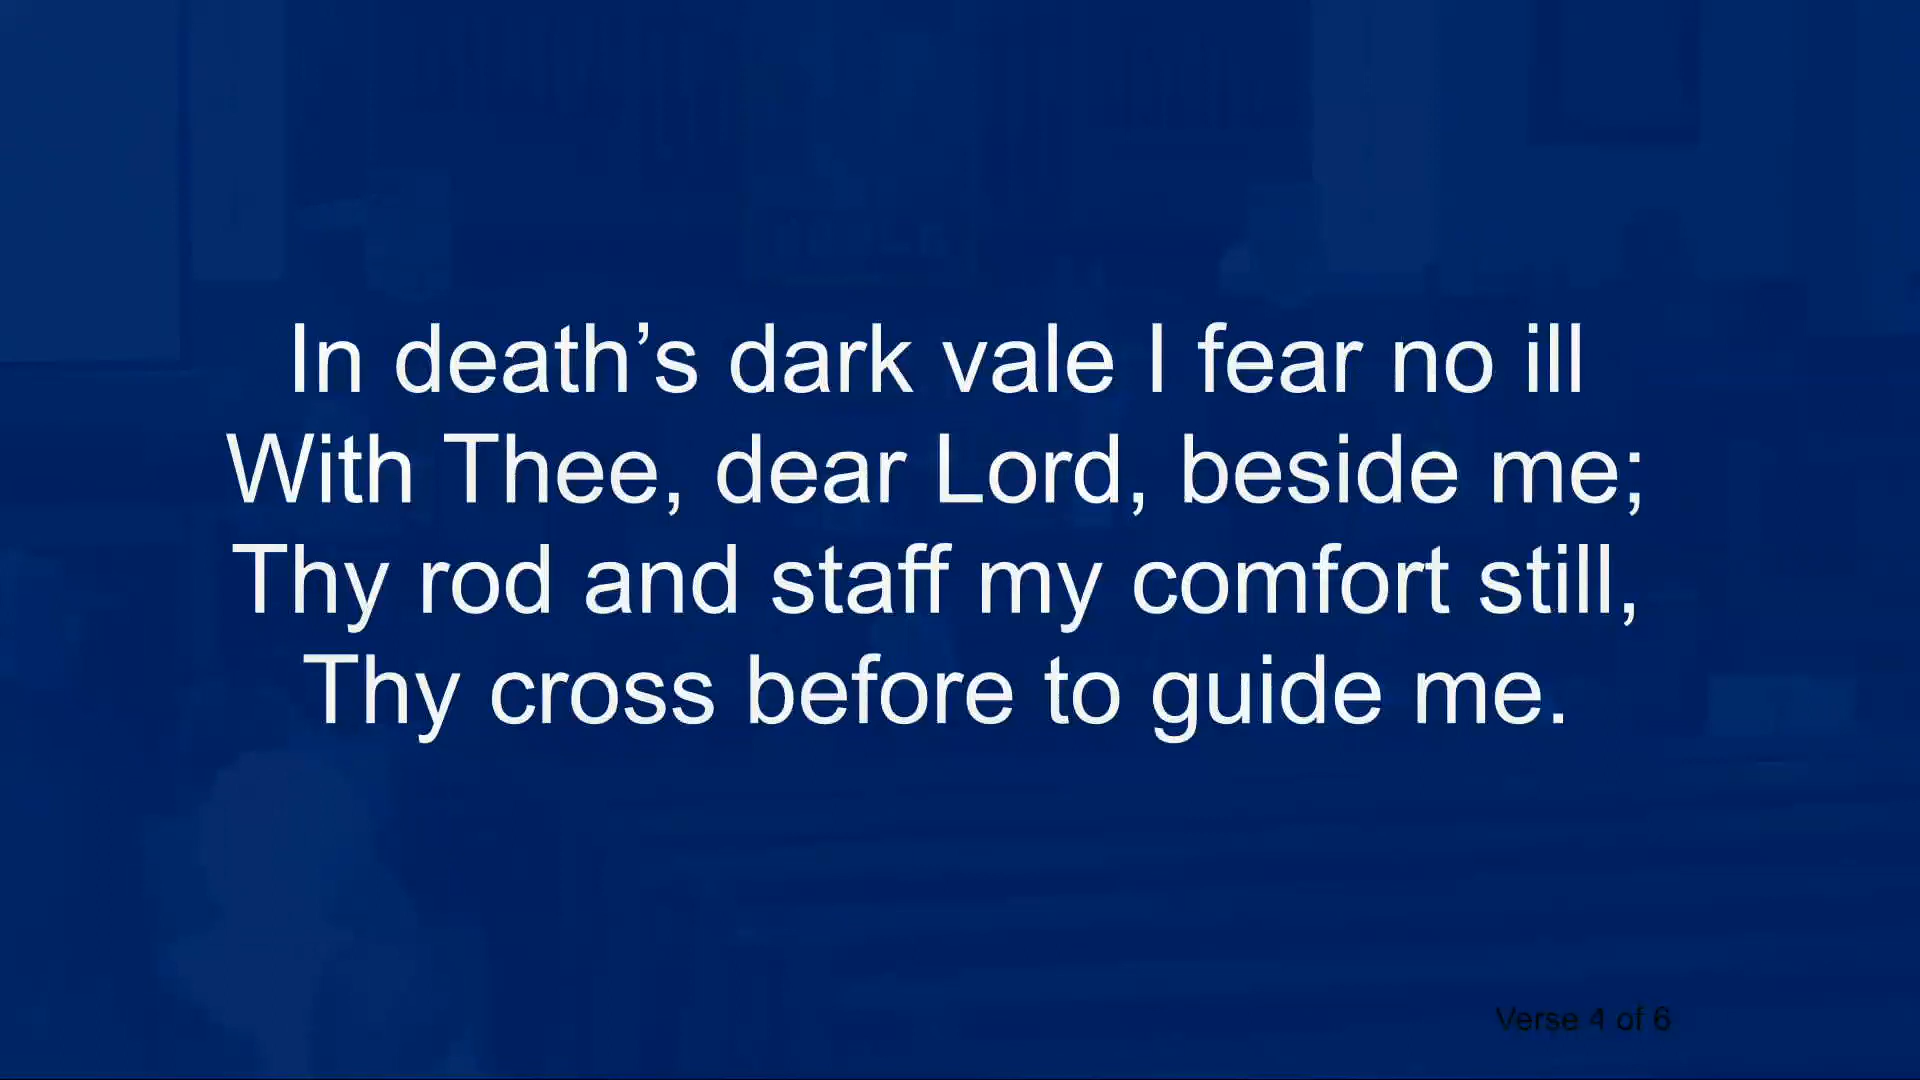 In death’s dark vale I fear no ill
With Thee, dear Lord, beside me;
Thy rod and staff my comfort still,
Thy cross before to guide me.
Verse 4 of 6